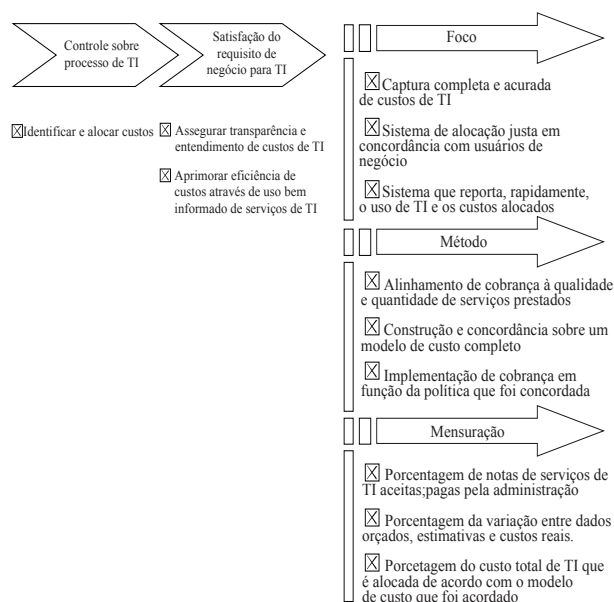 Controle sobre
processo de TI
Satisfação do
requisito de
negócio para TI
Identificar e alocar custos
Assegurar transparência e
entendimento de custos de TI
Aprimorar eficiência de
custos através de uso bem
informado de serviços de TI
Foco
Captura completa e acurada
de custos de TI
Sistema de alocação justa em
concordância com usuários de
negócio
Sistema que reporta, rapidamente,
o uso de TI e os custos alocados
Método
Alinhamento de cobrança à qualidade
e quantidade de serviços prestados
Construção e concordância sobre um
modelo de custo completo
Implementação de cobrança em
função da política que foi concordada
Mensuração
Porcentagem de notas de serviços de
TI aceitas;pagas pela administração
Porcentagem da variação entre dados
orçados, estimativas e custos reais.
Porcetagem do custo total de TI que
é alocada de acordo com o modelo
de custo que foi acordado